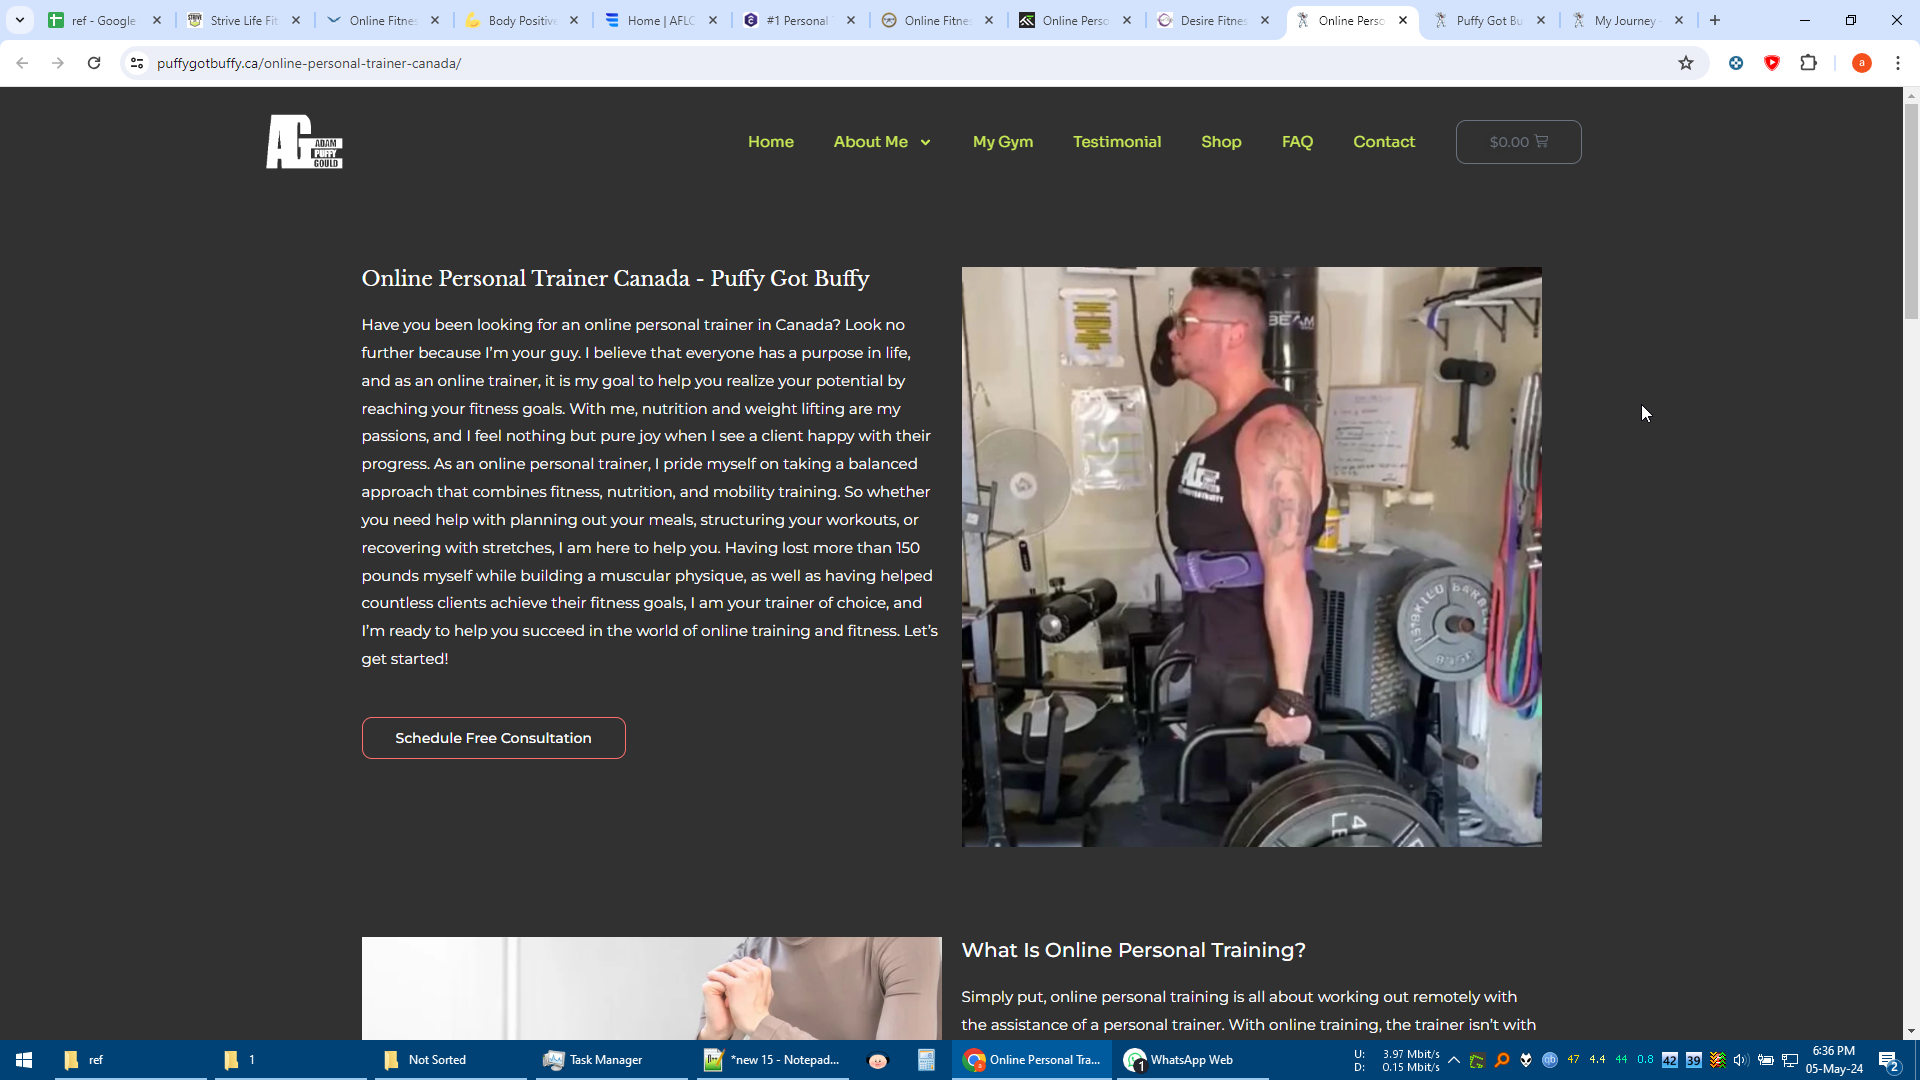 ref - Google
Strive Life Fit
Online Fitnes
Body Positive
Home | AFLC
#1 Personal
Online Fitne
Online Perso
Desire Fitnes
Online Perso
Puffy Got Bu
My Journey
puffygotbuffy.ca/online-personal-trainer-canada/
a
AG ADAM PUFFY GOULD
Home
About Me
My Gym
Testimonial
Shop
FAQ
Contact
$0.00
Online Personal Trainer Canada - Puffy Got Buffy
Have you been looking for an online personal trainer in Canada? Look no
further because I'm your guy. I believe that everyone has a purpose in life,
and as an online trainer, it is my goal to help you realize your potential by
reaching your fitness goals. With me, nutrition and weight lifting are my
passions, and I feel nothing but pure joy when I see a client happy with their
progress. As an online personal trainer, I pride myself on taking a balanced
approach that combines fitness, nutrition, and mobility training. So whether
you need help with planning out your meals, structuring your workouts, or
recovering with stretches, I am here to help you. Having lost more than 150
pounds myself while building a muscular physique, as well as having helped
countless clients achieve their fitness goals, I am your trainer of choice, and
I'm ready to help you succeed in the world of online training and fitness. Let's
get started!
Schedule Free Consultation
What Is Online Personal Training?
Simply put, online personal training is all about working out remotely with
the assistance of a personal trainer. With online training, the trainer isn't with
ref
1
Not Sorted
Task Manager
*new 15 - Notepad...
Online Personal Tra...
1
WhatsApp Web
U: 3.97 Mbit/s
D: 0.15 Mbit/s
47 4.4 44 0.8 42 39
6:36 PM
05-May-24
2